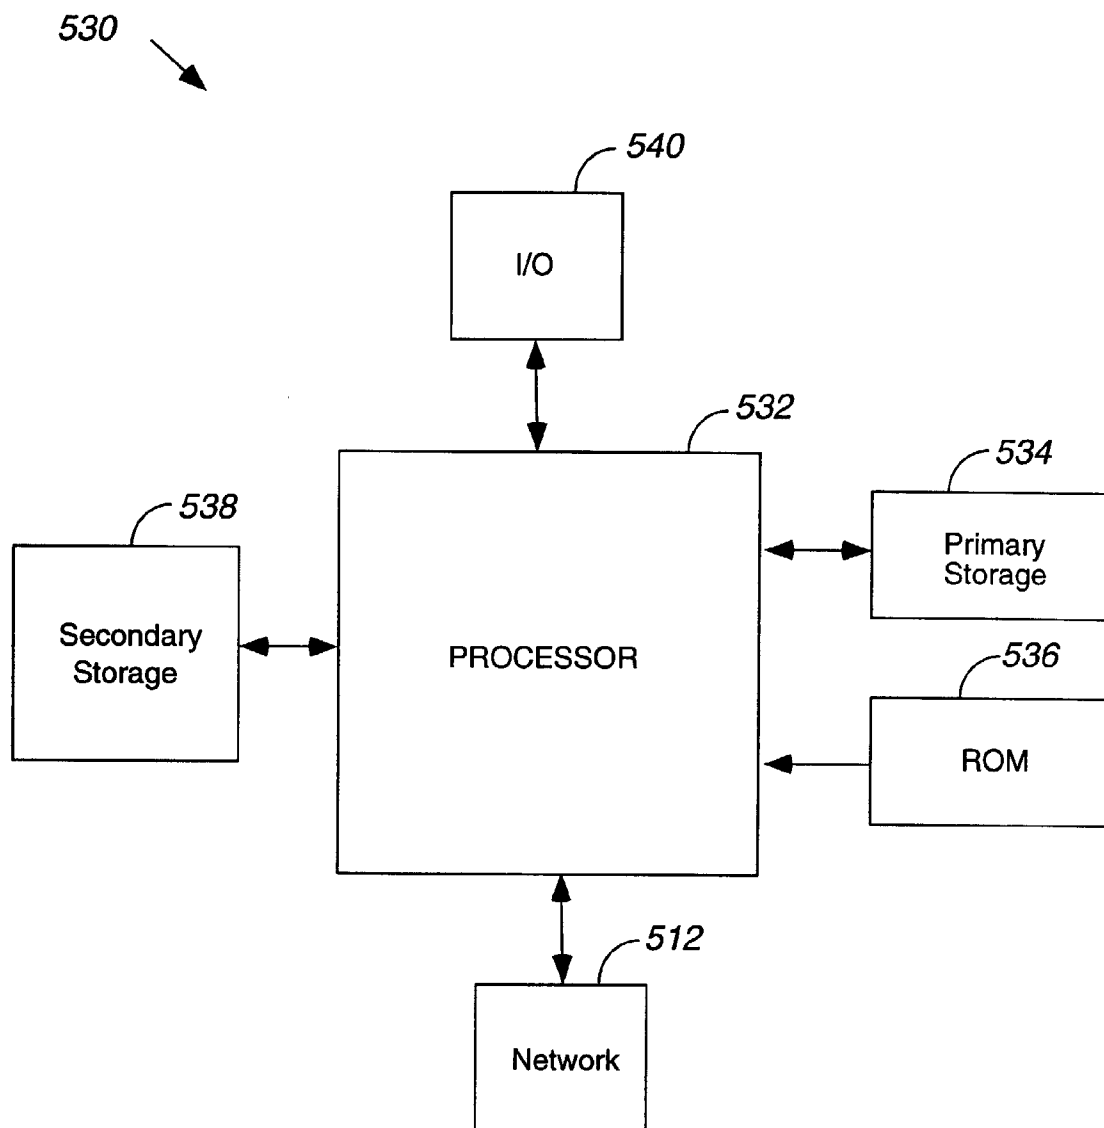 530
540
I/O
532
534
538
Primary
Storage
Secondary
Storage
PROCESSOR
536
ROM
512
Network